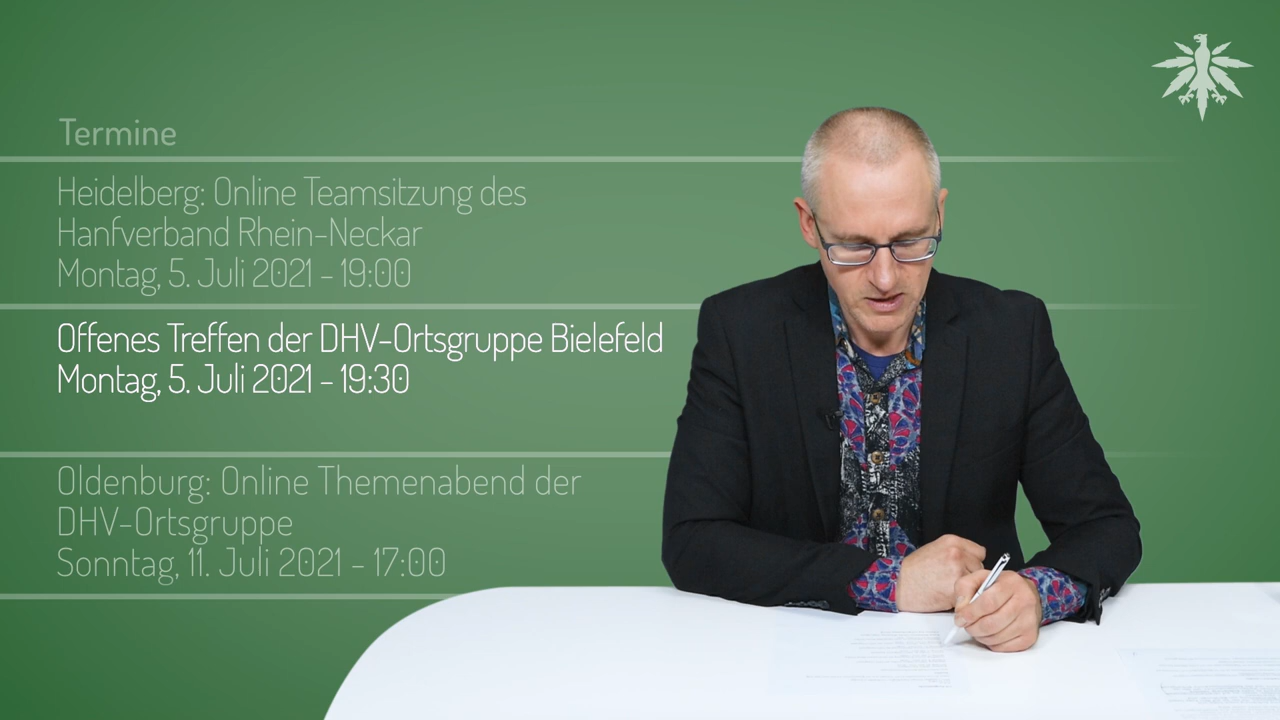 Termine
Heidelberg: Online Teamsitzung des
Hanfverband Rhein-Neckar
Montag, 5. Juli 2021 - 19:00
Offenes Treffen der DHV-Ortsgruppe Bielefeld
Montag, 5. Juli 2021 - 19:30
Oldenburg: Online Themenabend der
DHV-Ortsgruppe
Sonntag, 11. Juli 2021 - 17:00